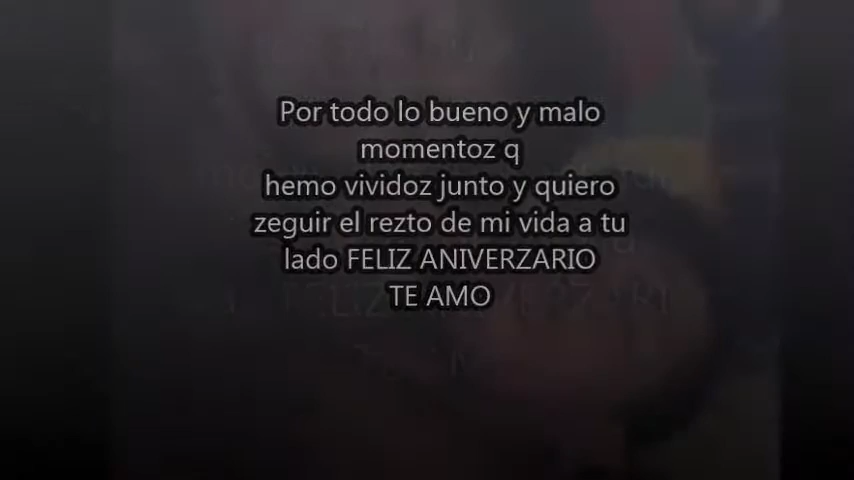 Por todo lo bueno y malo
momentoz q
hemo vividoz junto y quiero
zeguir el rezto de mi vida a tu
lado FELIZ ANIVERZARIO
TE AMO